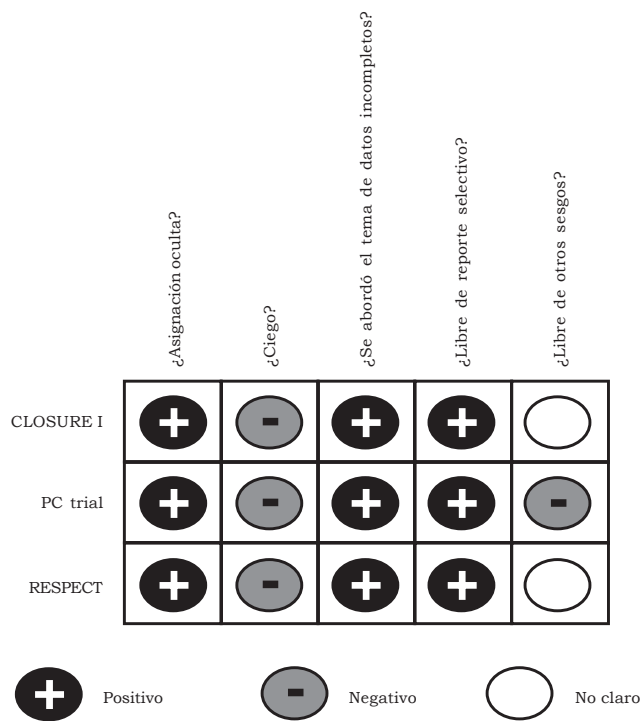 ¿Asignación oculta?
¿Ciego?
¿Se abordó el tema de datos incompletos?
¿Libre de reporte selectivo?
¿Libre de otros sesgos?
CLOSURE I + - + +
PC trial + - + + -
RESPECT + - + +
+ Positivo - Negativo No claro